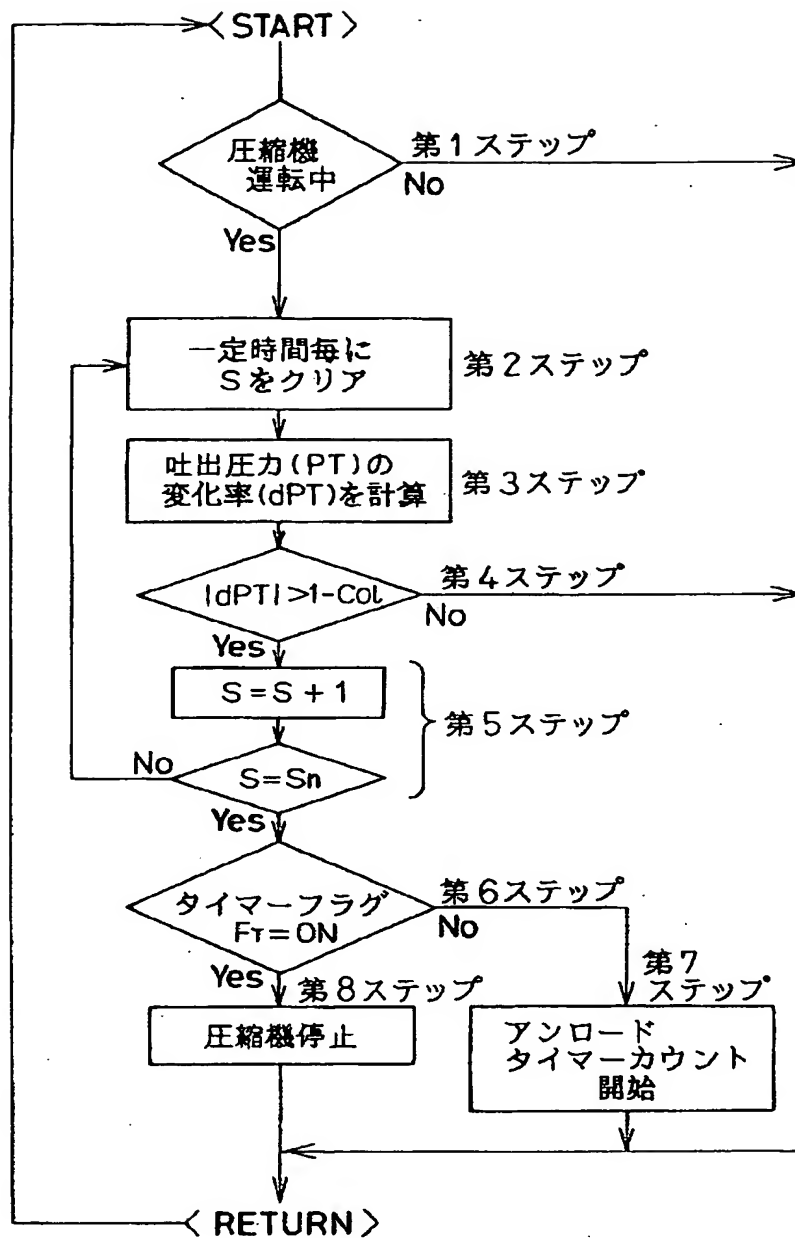 START
圧縮機
運転中
第1ステップ
No
Yes
一定時間毎に
Sをクリア
第2ステップ
吐出圧力(PT)の
変化率(dPT)を計算
第3ステップ
|dPT|>1-Col
第4ステップ
No
Yes
S=S+1
第5ステップ
No
S=Sn
Yes
タイマーフラグ
FT=ON
第6ステップ
No
Yes
第8ステップ
第7
ステップ
圧縮機停止
アンロード
タイマーカウント
開始
RETURN